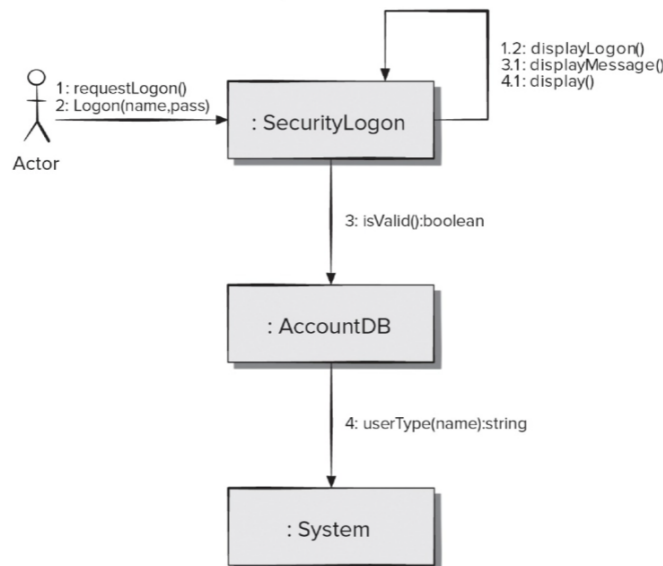 1.2: displayLogon()
3.1: displayMessage()
4.1: display()
1: requestLogon()
2: Logon(name,pass)
: SecurityLogon
Actor
3: isValid():boolean
: AccountDB
4: userType(name):string
: System